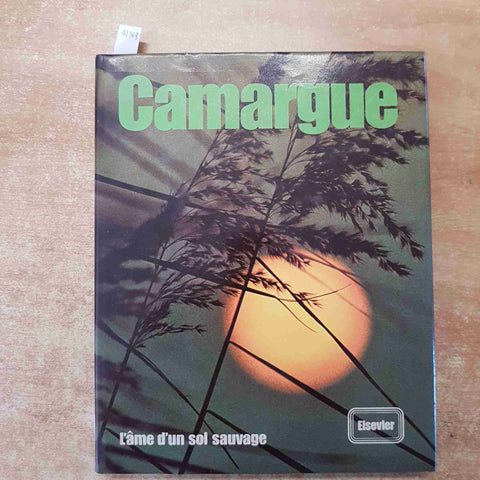 Camargue
L'âme d'un sol sauvage
Elsevier